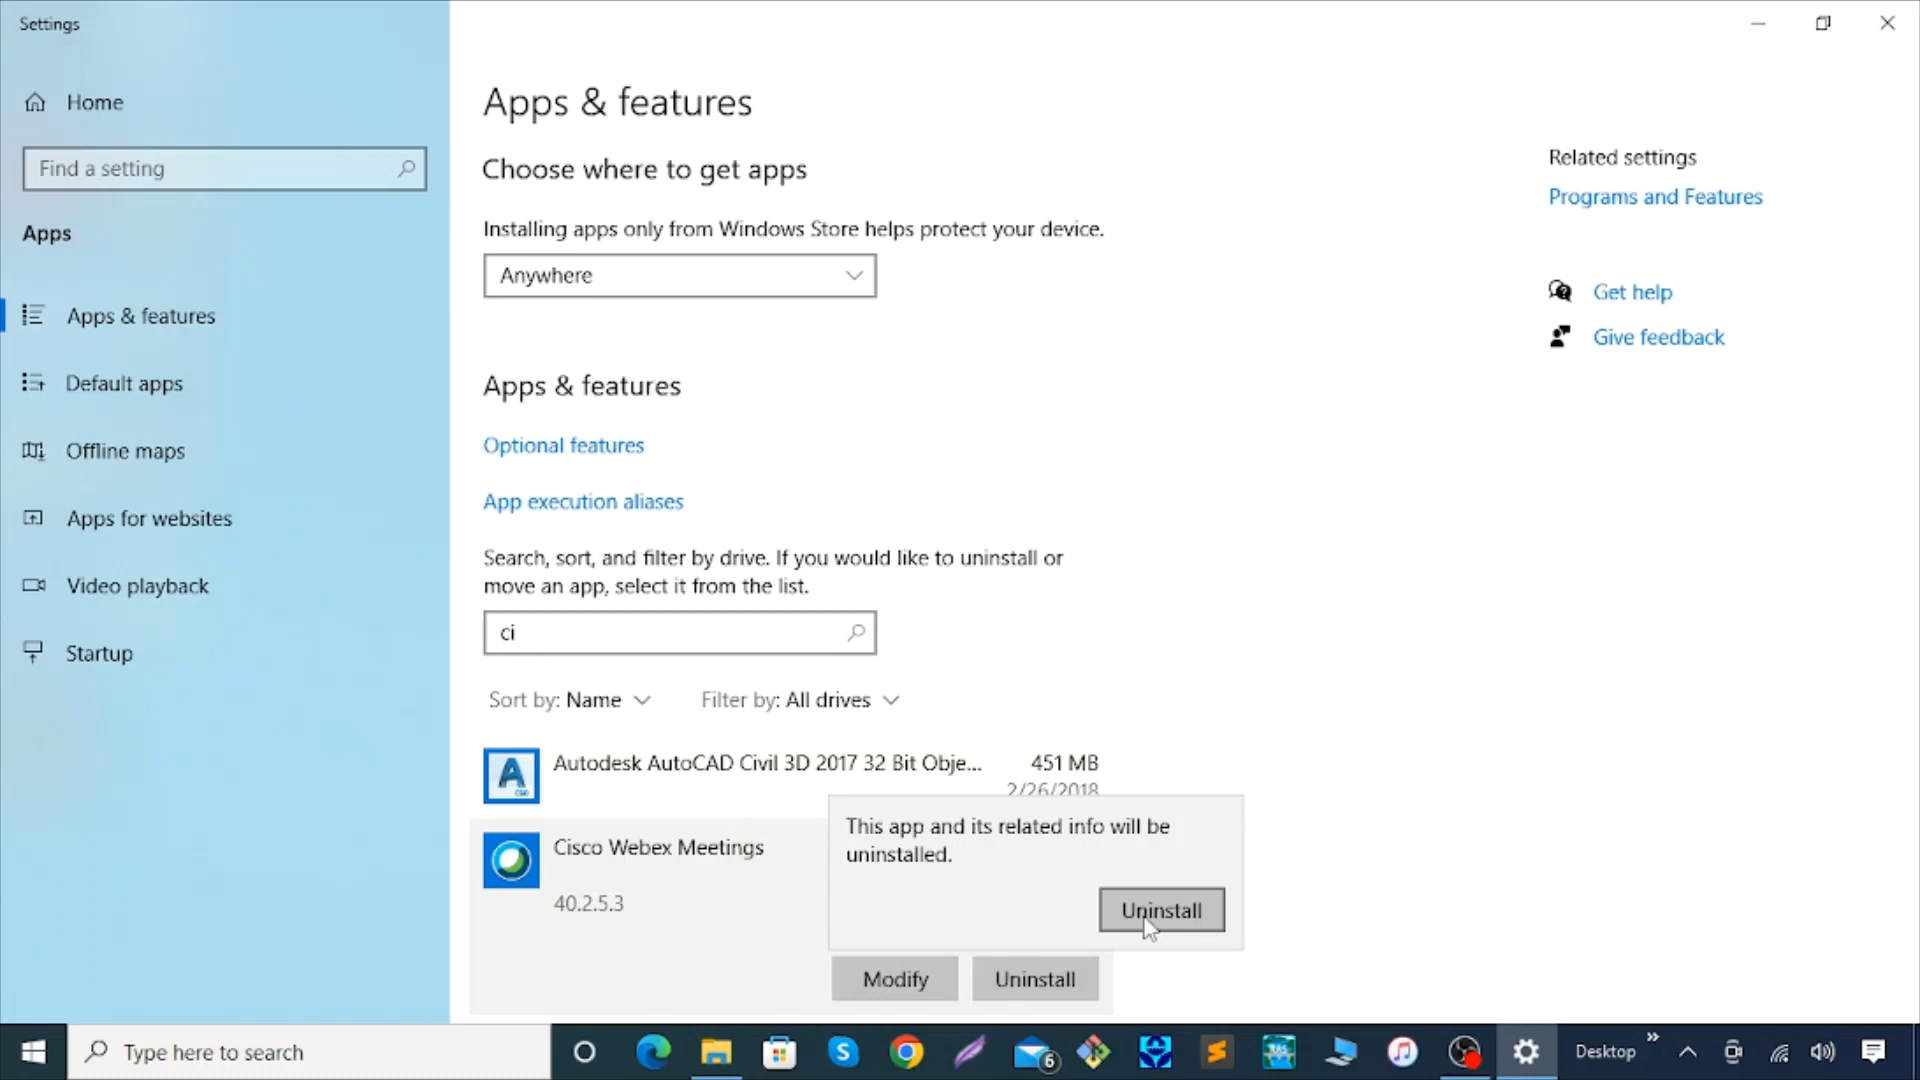 Settings
Home
Find a setting
Apps
Apps & features
Default apps
Offline maps
Apps for websites
Video playback
Startup
Apps & features
Choose where to get apps
Installing apps only from Windows Store helps protect your device.
Anywhere
Apps & features
Optional features
App execution aliases
Search, sort, and filter by drive. If you would like to uninstall or
move an app, select it from the list.
ci
Sort by: Name
Filter by: All drives
Autodesk AutoCAD Civil 3D 2017 32 Bit Obje...
451 MB
2/26/2018
Cisco Webex Meetings
40.2.5.3
This app and its related info will be
uninstalled.
Uninstall
Modify
Uninstall
Related settings
Programs and Features
Get help
Give feedback
Type here to search
6
Desktop